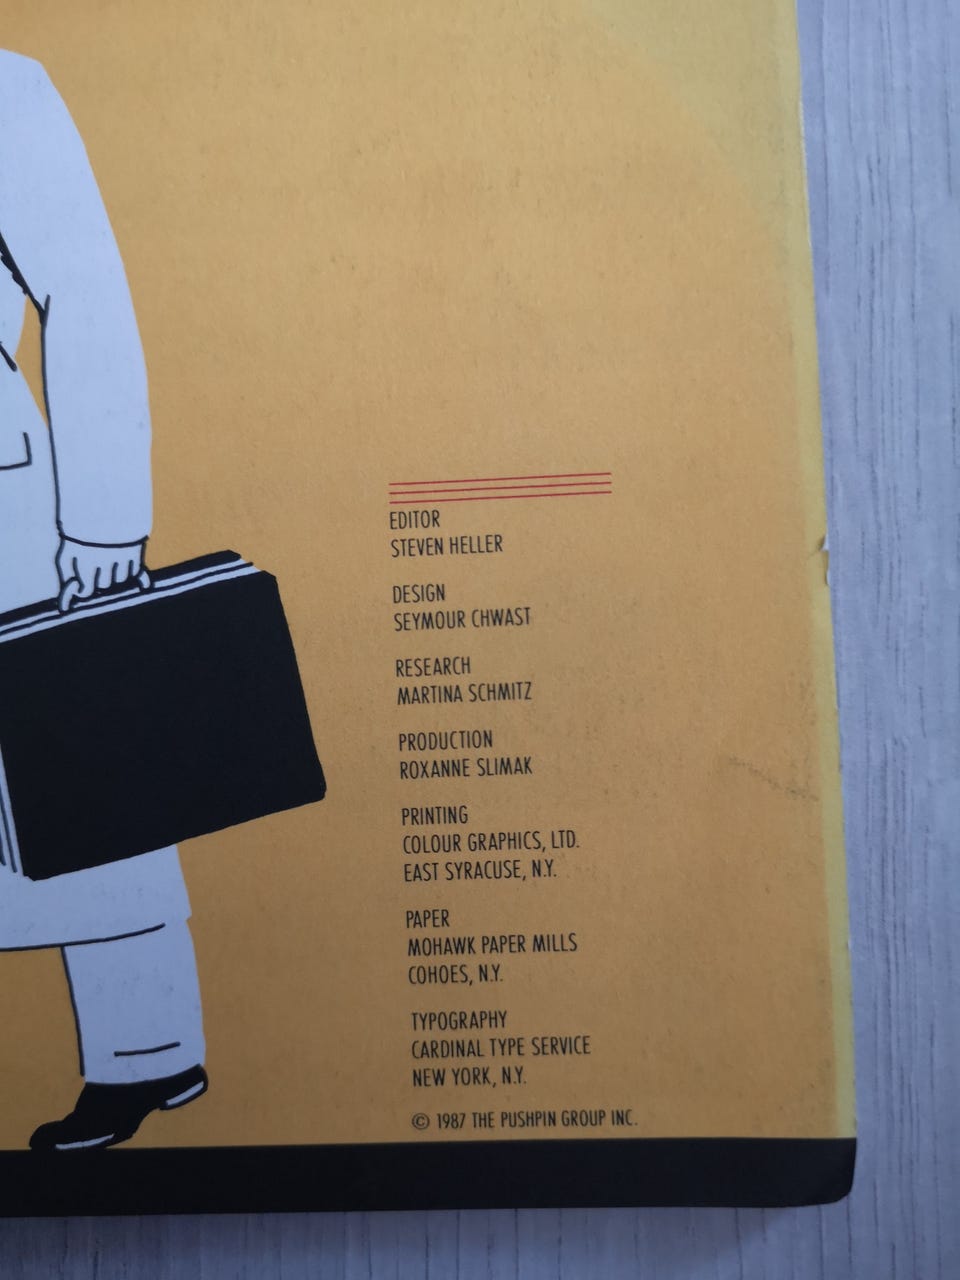 EDITOR
STEVEN HELLER
DESIGN
SEYMOUR CHWAST
RESEARCH
MARTINA SCHMITZ
PRODUCTION
ROXANNE SLIMAK
PRINTING
COLOUR GRAPHICS, LTD.
EAST SYRACUSE, N.Y.
PAPER
MOHAWK PAPER MILLS
COHOES, N.Y.
TYPOGRAPHY
CARDINAL TYPE SERVICE
NEW YORK, N.Y.
© 1987 THE PUSHPIN GROUP INC.